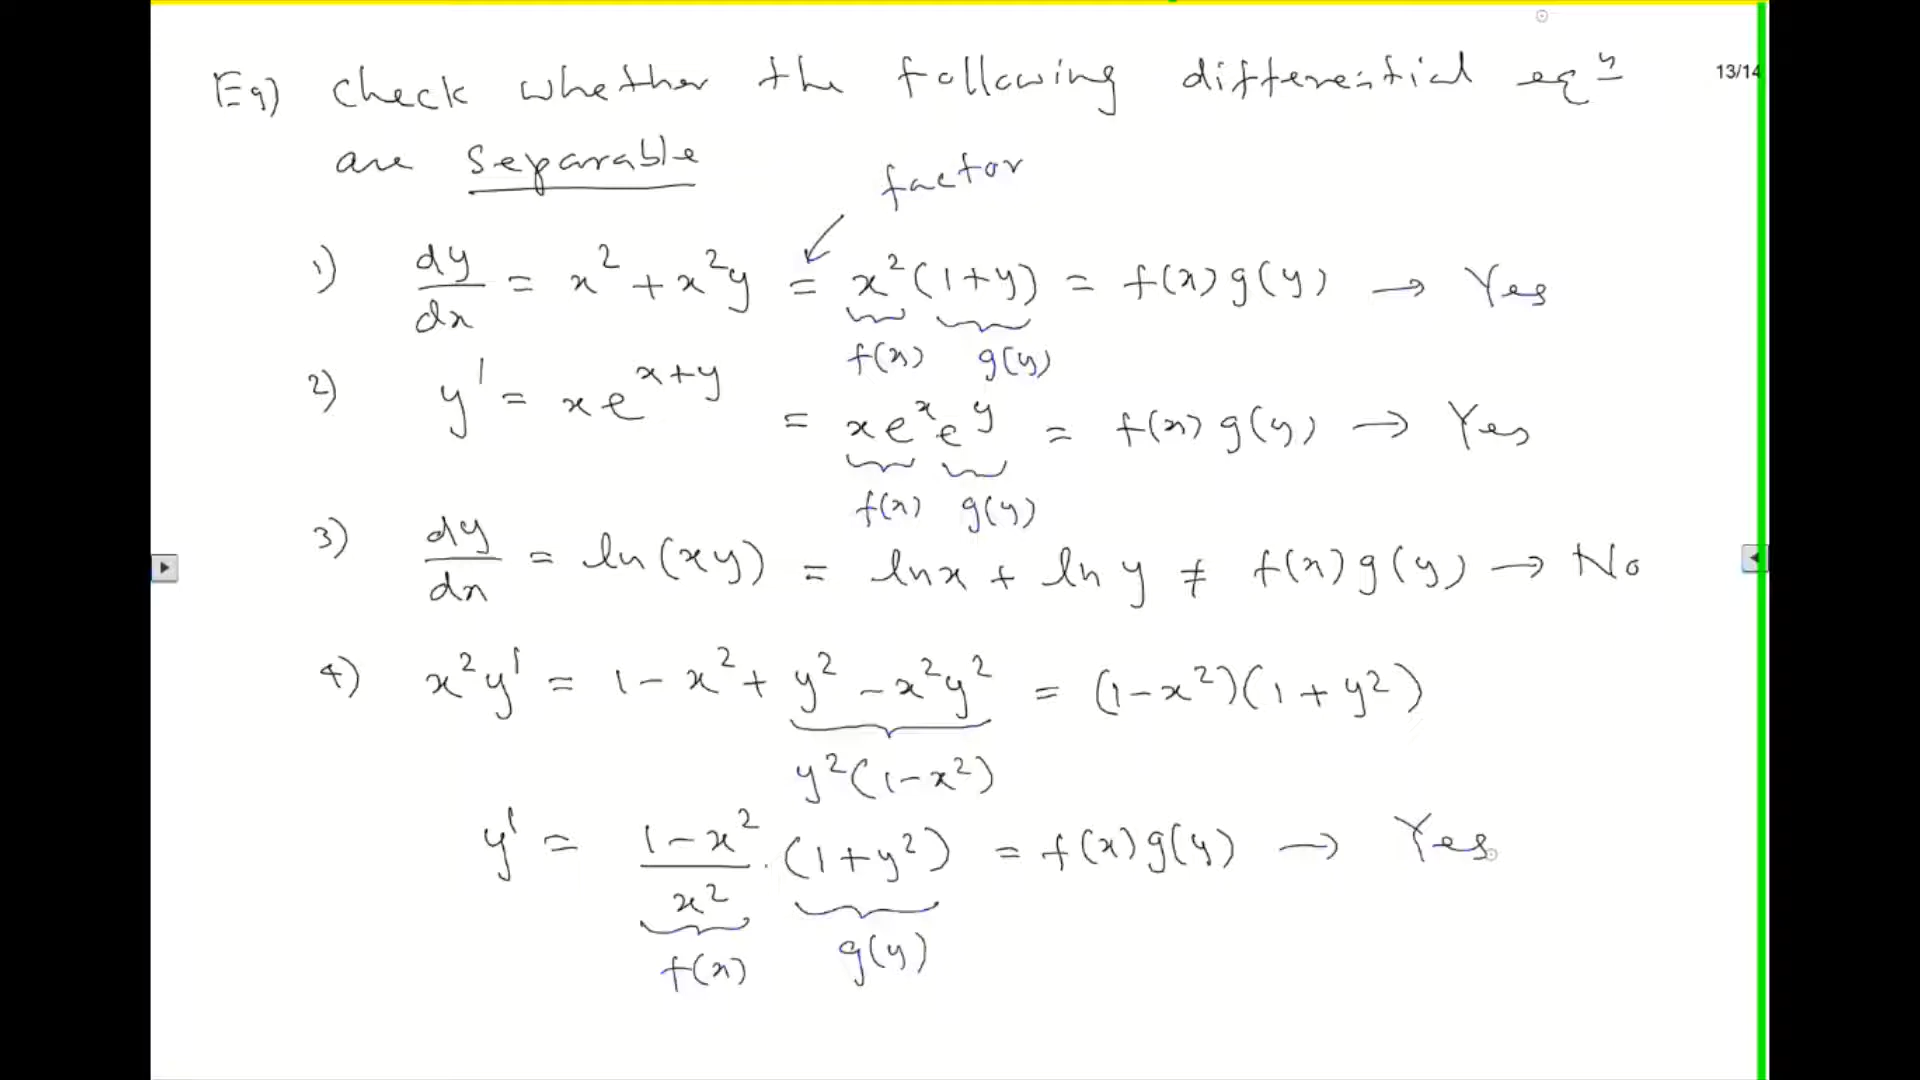 Eg) Check whether the following differential eqⁿ
13/14
are separable
factor
1) dy/dx = x² + x²y = x²(1+y) = f(x)g(y) → Yes
f(x) g(y)
2) y' = xe^(x+y) = xe^x e^y = f(x)g(y) → Yes
f(x) g(y)
3) dy/dx = ln(xy) = lnx + ln y ≠ f(x)g(y) → No
4) x²y' = 1 - x² + y² - x²y² = (1-x²)(1+y²)
y²(1-x²)
y' = (1-x²)/x² · (1+y²) = f(x)g(y) → Yes
f(x) g(y)